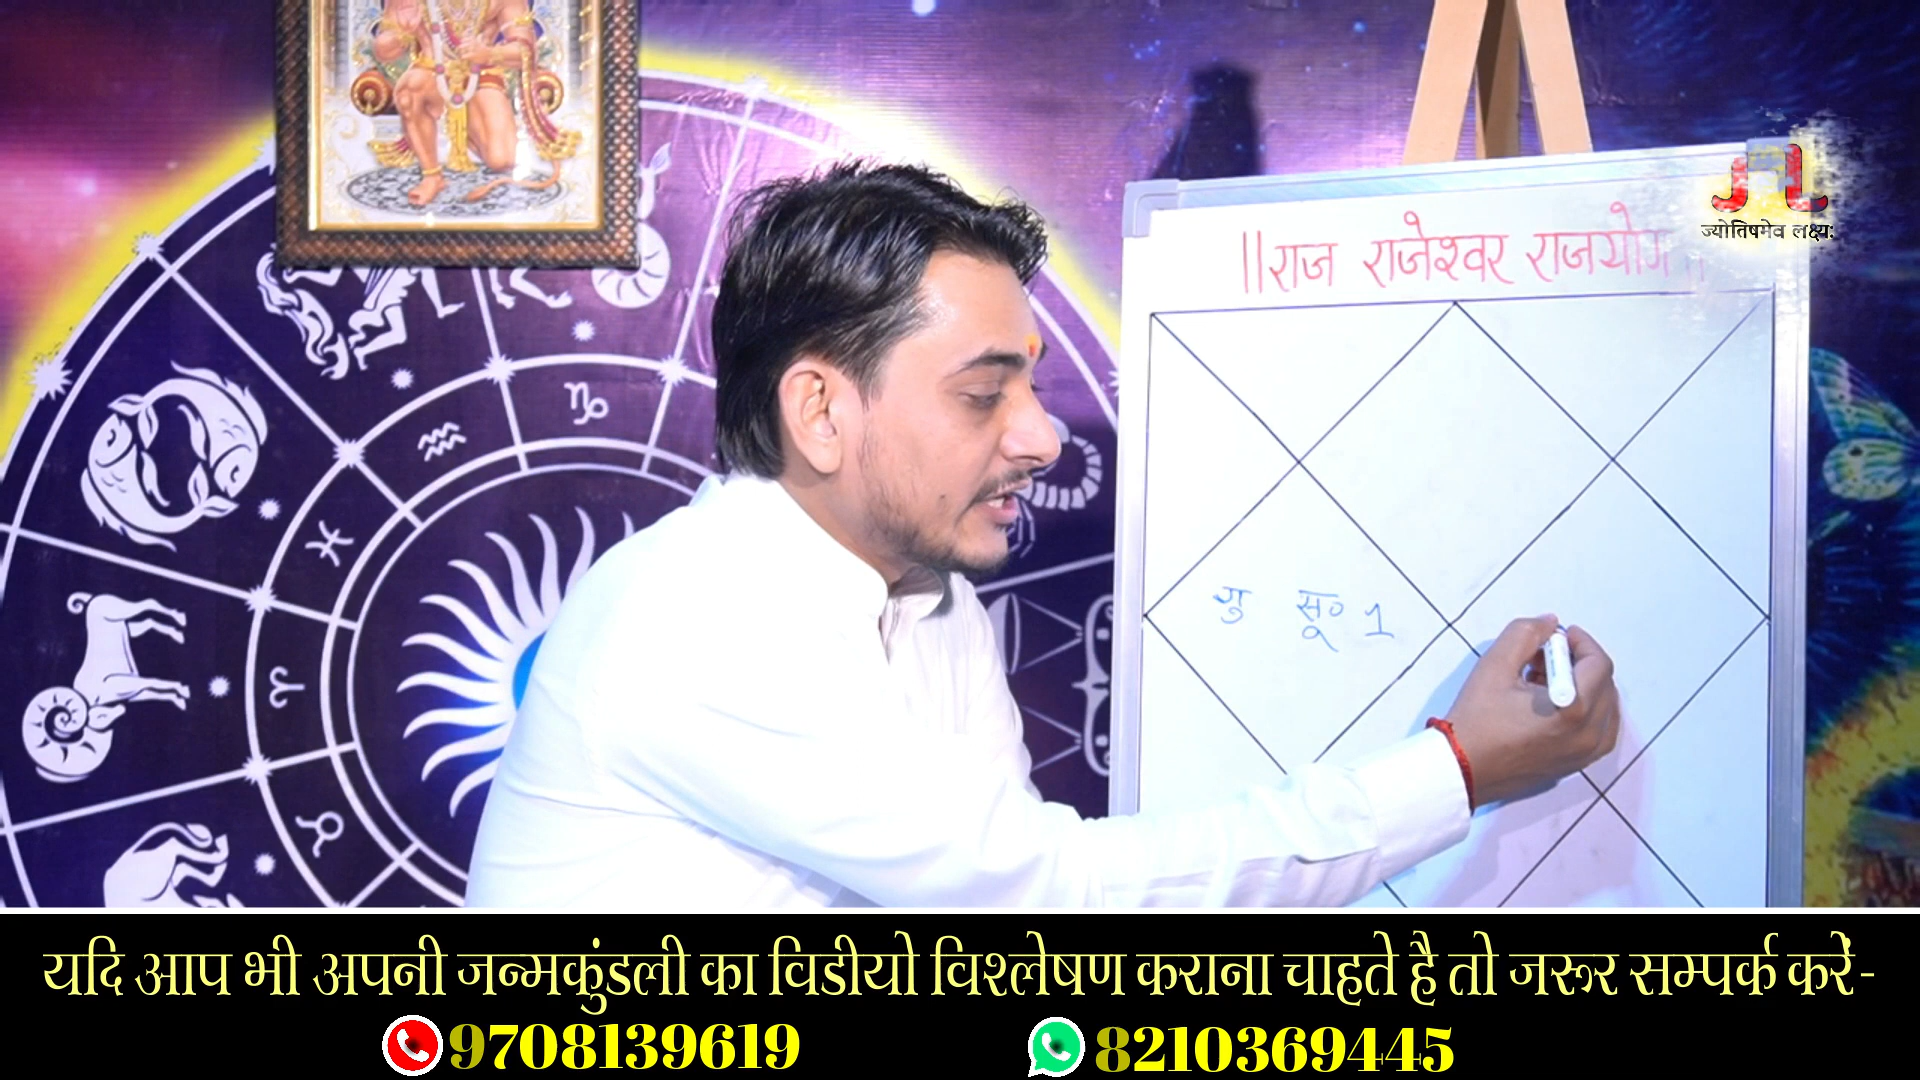 ज्योतिषमेव लक्ष्य:
||राज राजेश्वर राजयोग ||
गु सू० 1
यदि आप भी अपनी जन्मकुंडली का विडीयो विश्लेषण कराना चाहते है तो जरूर सम्पर्क करें-
9708139619 8210369445